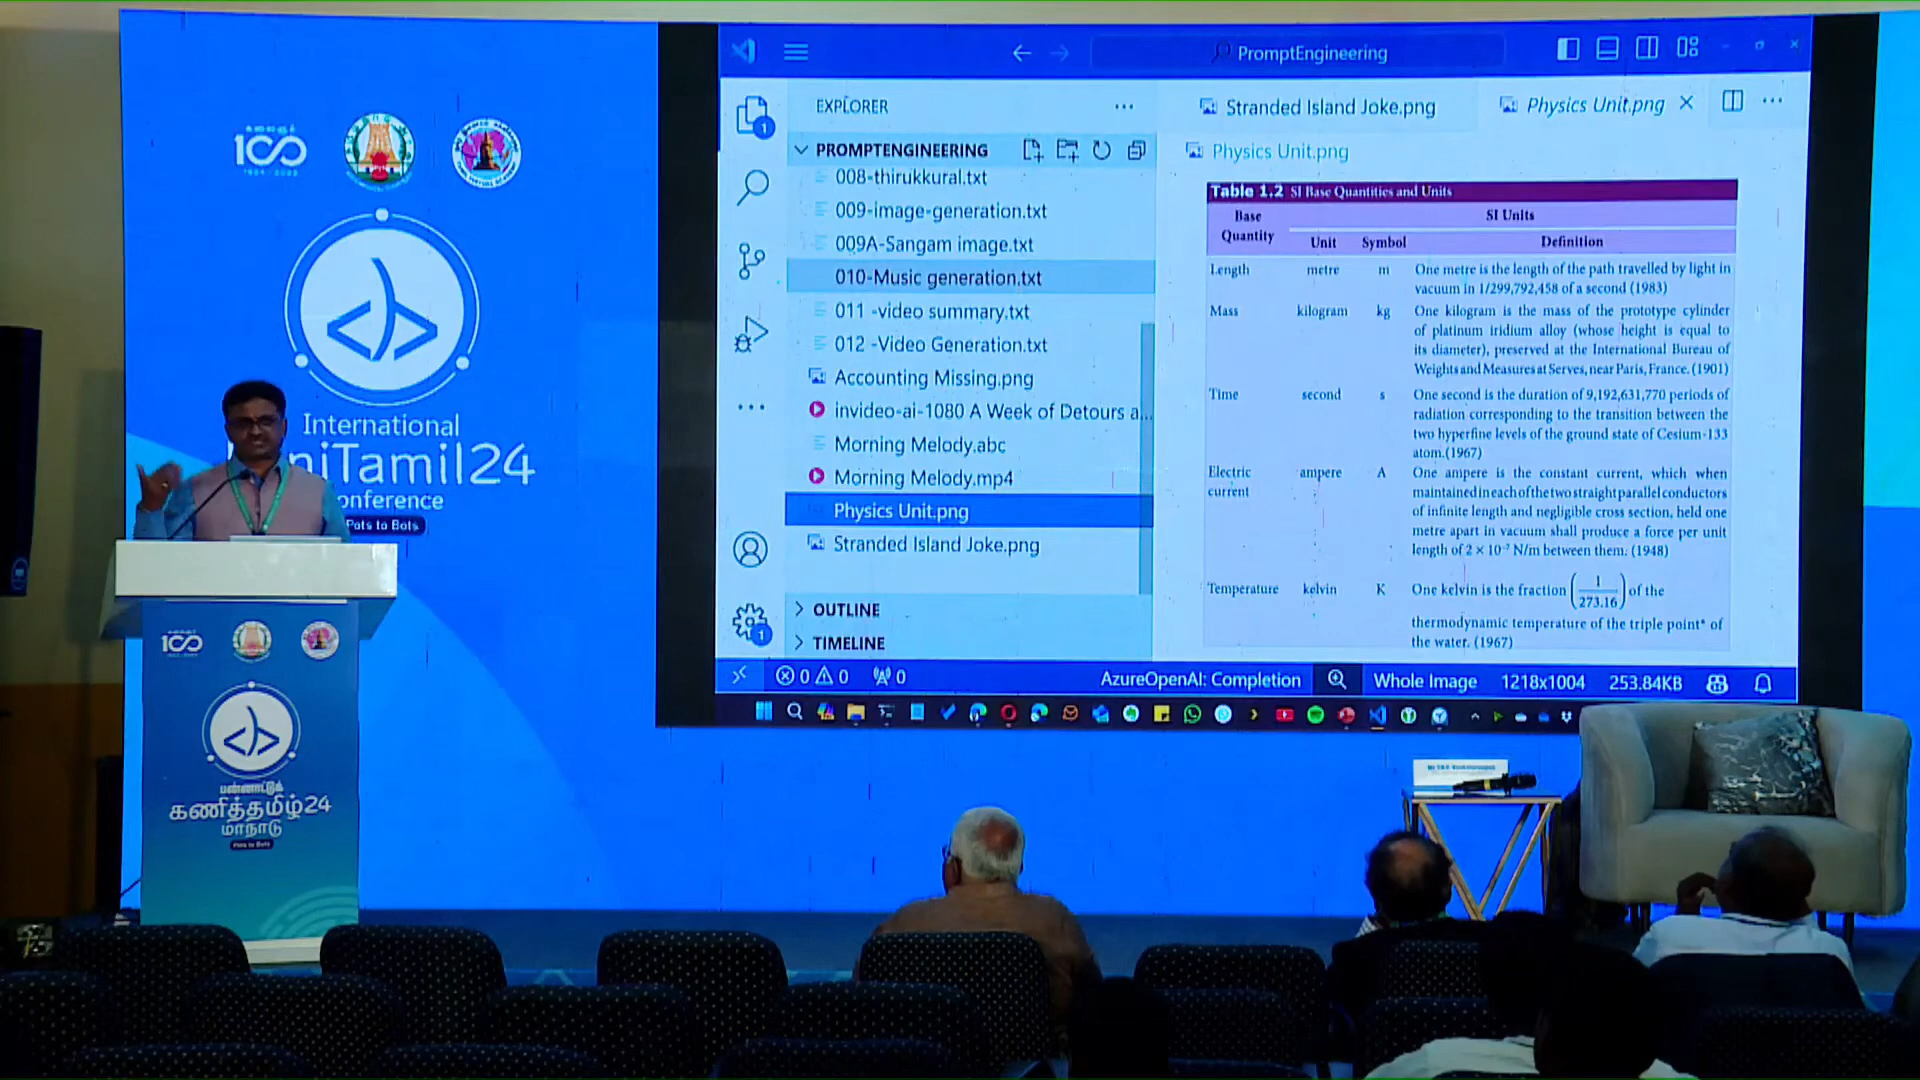 International
niTamil24
onference
Pots to Bots
பன்னாட்டுக்
கணித்தமிழ்24
மாநாடு
Pots to Bots
PromptEngineering
EXPLORER
PROMPTENGINEERING
008-thirukkural.txt
009-image-generation.txt
009A-Sangam image.txt
010-Music generation.txt
011 -video summary.txt
012 -Video Generation.txt
Accounting Missing.png
invideo-ai-1080 A Week of Detours a...
Morning Melody.abc
Morning Melody.mp4
Physics Unit.png
Stranded Island Joke.png
OUTLINE
TIMELINE
Stranded Island Joke.png
Physics Unit.png
Physics Unit.png
Table 1.2 SI Base Quantities and Units
Base Quantity
SI Units
Unit Symbol Definition
Length metre m One metre is the length of the path travelled by light in
vacuum in 1/299,792,458 of a second (1983)
Mass kilogram kg One kilogram is the mass of the prototype cylinder
of platinum iridium alloy (whose height is equal to
its diameter), preserved at the International Bureau of
Weights and Measures at Serves, near Paris, France. (1901)
Time second s One second is the duration of 9,192,631,770 periods of
radiation corresponding to the transition between the
two hyperfine levels of the ground state of Cesium-133
atom.(1967)
Electric current ampere A One ampere is the constant current, which when
maintained in each of the two straight parallel conductors
of infinite length and negligible cross section, held one
metre apart in vacuum shall produce a force per unit
length of 2 × 10⁻⁷ N/m between them. (1948)
Temperature kelvin K One kelvin is the fraction (1/273.16) of the
thermodynamic temperature of the triple point* of
the water. (1967)
0 0 0
AzureOpenAI: Completion
Whole Image
1218x1004
253.84KB